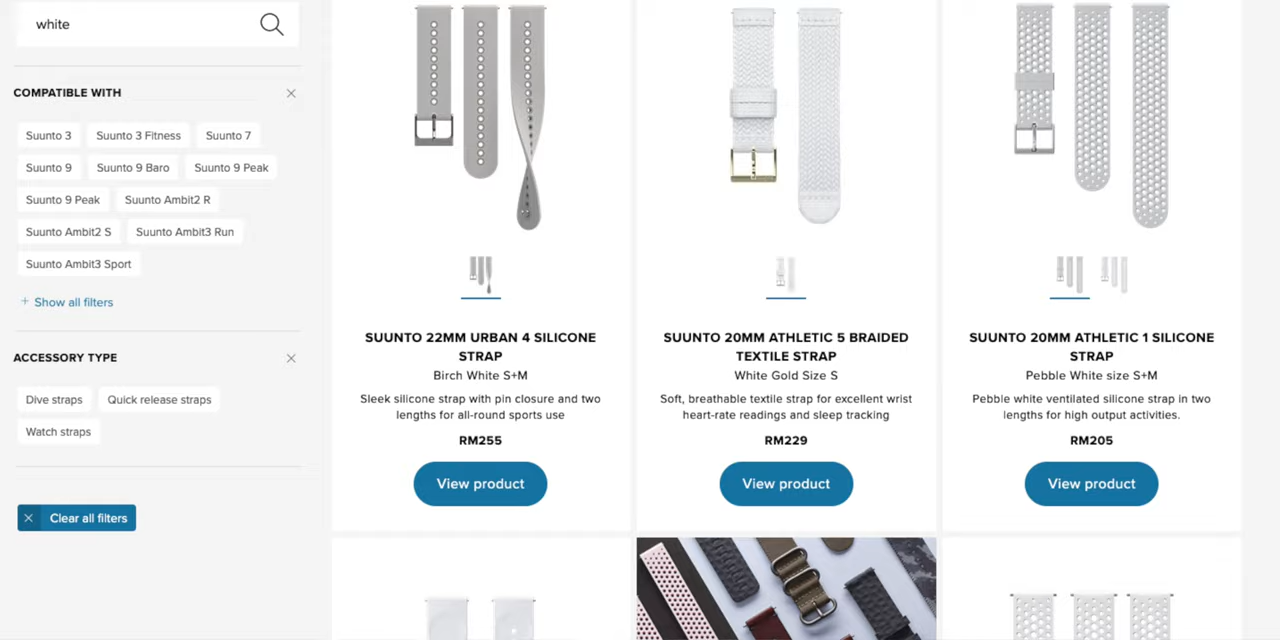 white
COMPATIBLE WITH
Suunto 3
Suunto 3 Fitness
Suunto 7
Suunto 9
Suunto 9 Baro
Suunto 9 Peak
Suunto 9 Peak
Suunto Ambit2 R
Suunto Ambit2 S
Suunto Ambit3 Run
Suunto Ambit3 Sport
+ Show all filters
ACCESSORY TYPE
Dive straps
Quick release straps
Watch straps
Clear all filters
SUUNTO 22MM URBAN 4 SILICONE
STRAP
Birch White S+M
Sleek silicone strap with pin closure and two
lengths for all-round sports use
RM255
View product
SUUNTO 20MM ATHLETIC 5 BRAIDED
TEXTILE STRAP
White Gold Size S
Soft, breathable textile strap for excellent wrist
heart-rate readings and sleep tracking
RM229
View product
SUUNTO 20MM ATHLETIC 1 SILICONE
STRAP
Pebble White size S+M
Pebble white ventilated silicone strap in two
lengths for high output activities.
RM205
View product